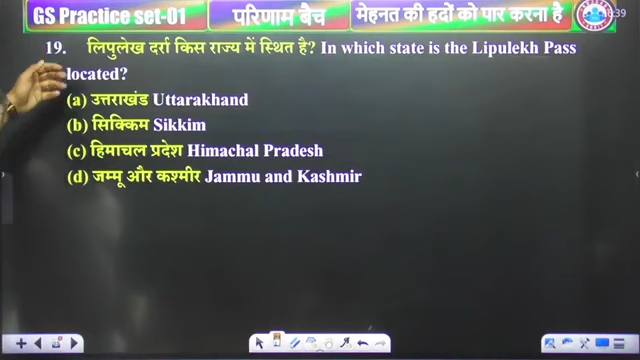 GS Practice set-01 परिणाम बैच मेहनत की हदों को पार करना है
19. लिपुलेख दर्रा किस राज्य में स्थित है? In which state is the Lipulekh Pass
located?
(a) उत्तराखंड Uttarakhand
(b) सिक्किम Sikkim
(c) हिमाचल प्रदेश Himachal Pradesh
(d) जम्मू और कश्मीर Jammu and Kashmir